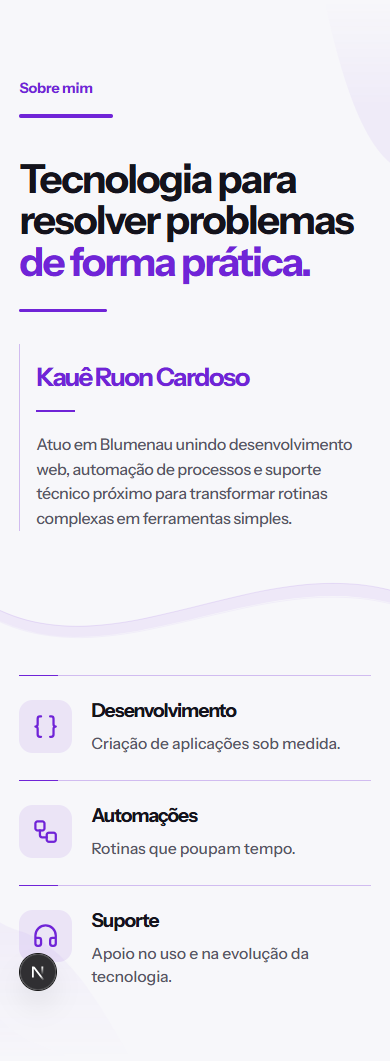 Sobre mim
Tecnologia para
resolver problemas
de forma prática.
Kauê Ruon Cardoso
Atuo em Blumenau unindo desenvolvimento
web, automação de processos e suporte
técnico próximo para transformar rotinas
complexas em ferramentas simples.
{ }
Desenvolvimento
Criação de aplicações sob medida.
Automações
Rotinas que poupam tempo.
Suporte
Apoio no uso e na evolução da
tecnologia.
N